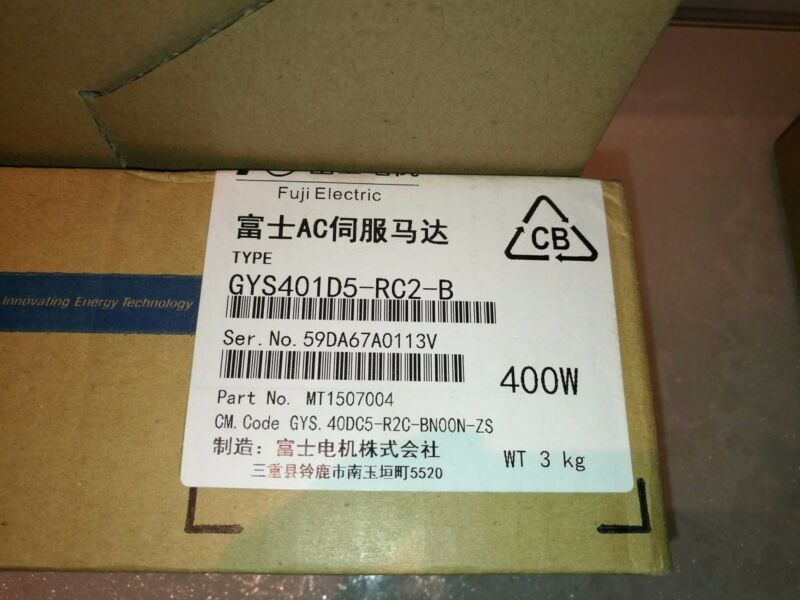 Fuji Electric
富士AC伺服马达
CB
TYPE
GYS401D5-RC2-B
Innovating Energy Technology
Ser.No.59DA67A0113V
400W
Part No. MT1507004
CM.Code GYS.40DC5-R2C-BN00N-ZS
制造：富士电机株式会社
WT 3 kg
三重县铃鹿市南玉垣町5520